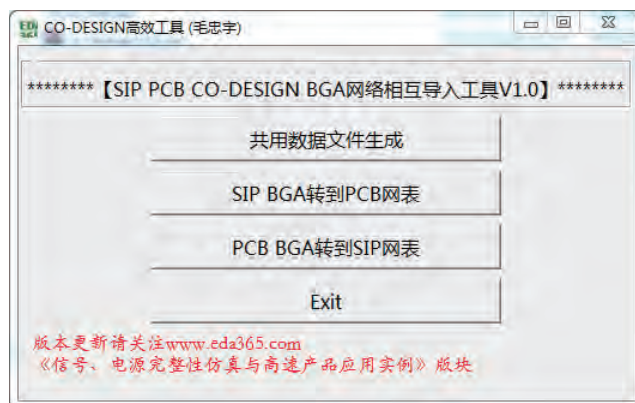 EDA
365
CO-DESIGN高效工具 (毛忠宇)
********【SIP PCB CO-DESIGN BGA网络相互导入工具V1.0】********
共用数据文件生成
SIP BGA转到PCB网表
PCB BGA转到SIP网表
Exit
版本更新请关注www.eda365.com
《信号、电源完整性仿真与高速产品应用实例》版块